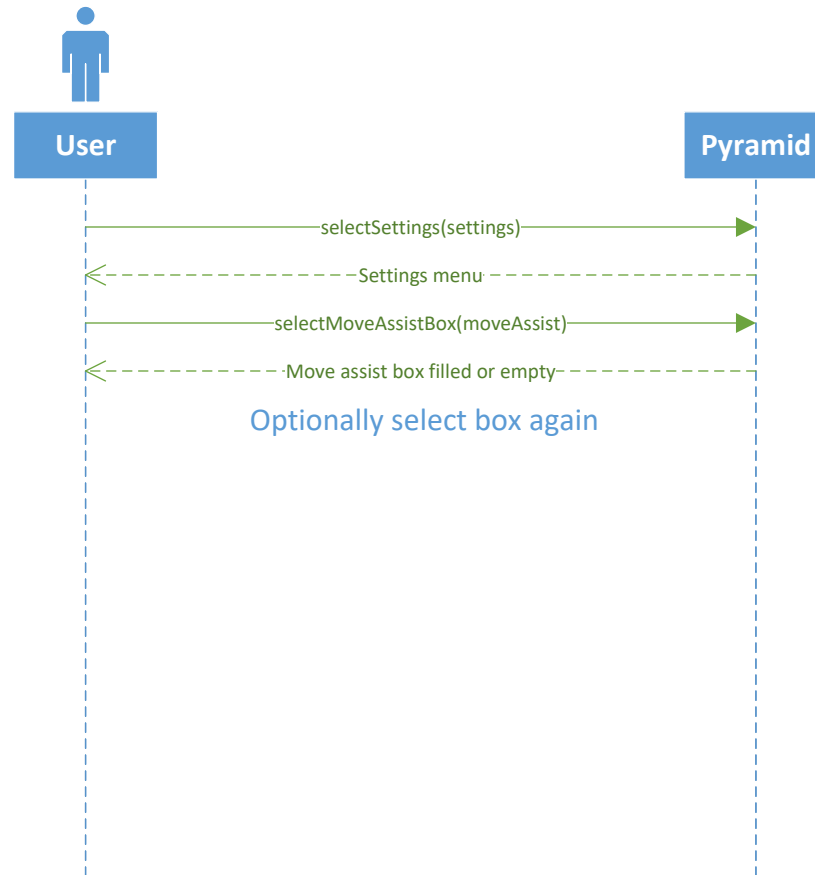 User
Pyramid
selectSettings(settings)
Settings menu
selectMoveAssistBox(moveAssist)
Move assist box filled or empty
Optionally select box again